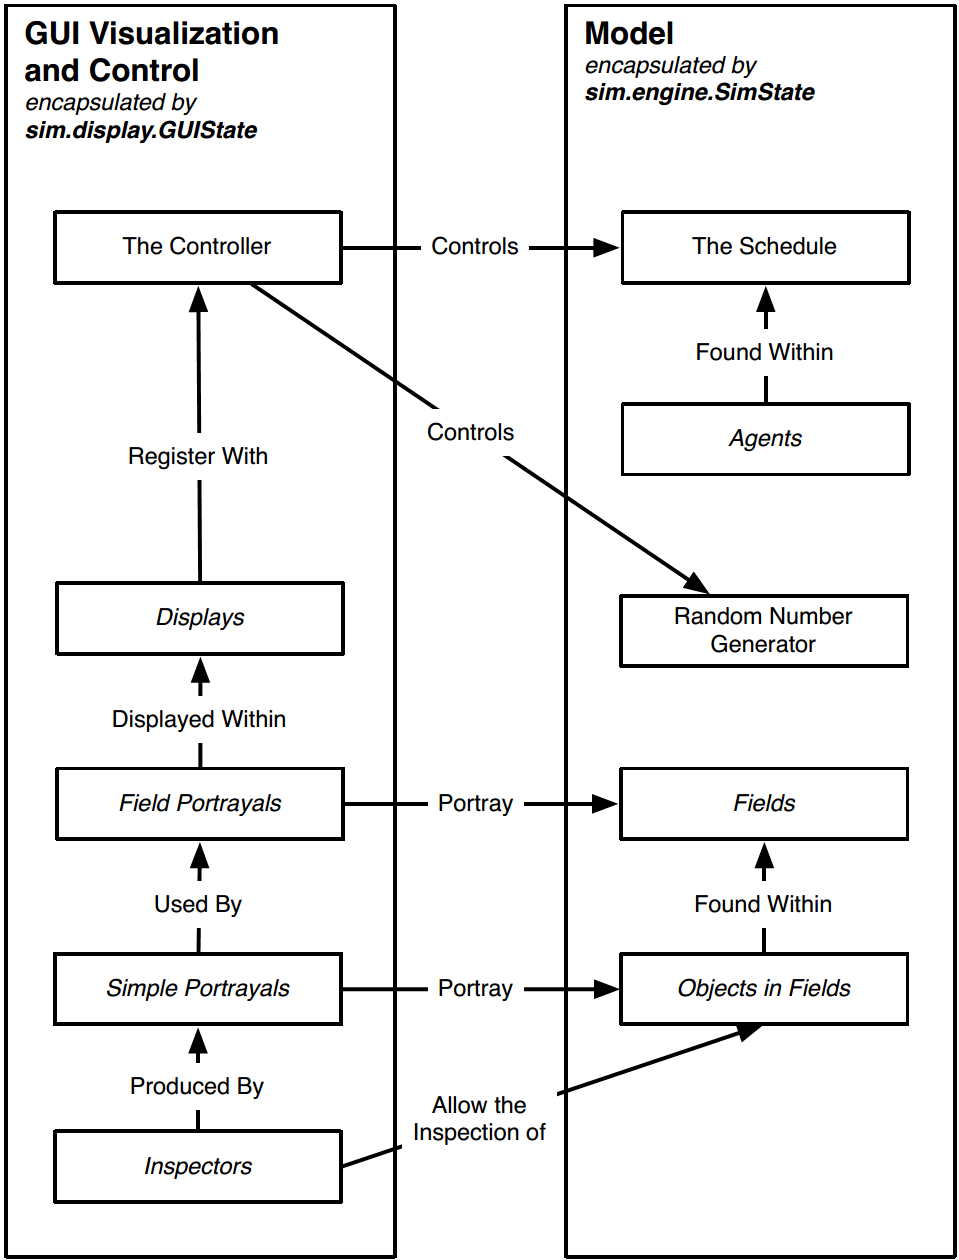 GUI Visualization
and Control
encapsulated by
sim.display.GUIState
Model
encapsulated by
sim.engine.SimState
The Controller
Controls
The Schedule
Found Within
Agents
Controls
Register With
Displays
Random Number
Generator
Displayed Within
Field Portrayals
Portray
Fields
Used By
Found Within
Simple Portrayals
Portray
Objects in Fields
Produced By
Allow the
Inspection of
Inspectors